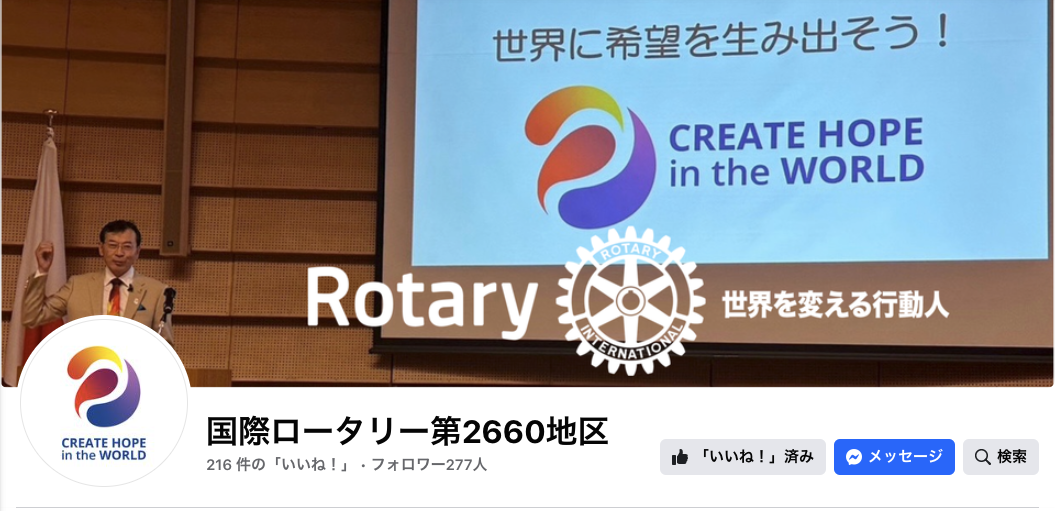 世界に希望を生み出そう！
CREATE HOPE
in the WORLD
Rotary
ROTARY
INTERNATIONAL
世界を変える行動人
CREATE HOPE
in the WORLD
国際ロータリー第2660地区
216 件の「いいね！」 · フォロワー277人
「いいね！」済み
メッセージ
検索